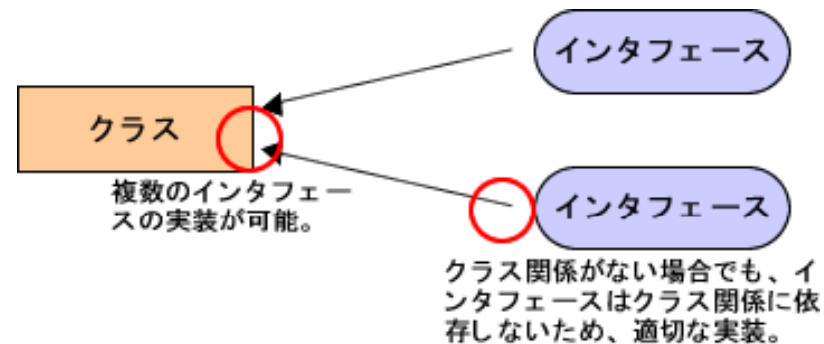 インタフェース
クラス
複数のインタフェー
スの実装が可能。
インタフェース
クラス関係がない場合でも、イ
ンタフェースはクラス関係に依
存しないため、適切な実装。